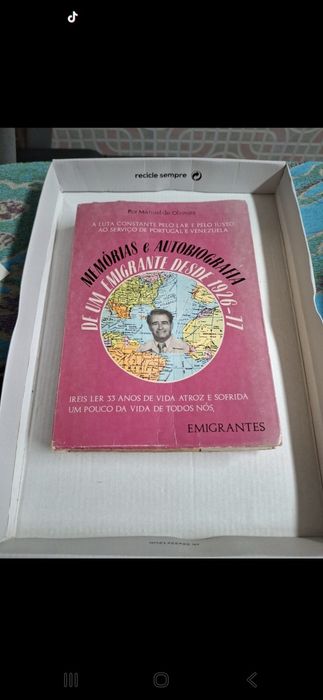 recicle sempre
Por Manuel de Oliveira
A LUTA CONSTANTE PELO LAR E PELO JUSTO
AO SERVIÇO DE PORTUGAL E VENEZUELA
MEMÓRIAS e AUTOBIOGRAFIA
DE UM EMIGRANTE DESDE 1926-77
IREIS LER 33 ANOS DE VIDA ATROZ E SOFRIDA
UM POUCO DA VIDA DE TODOS NÓS,
EMIGRANTES